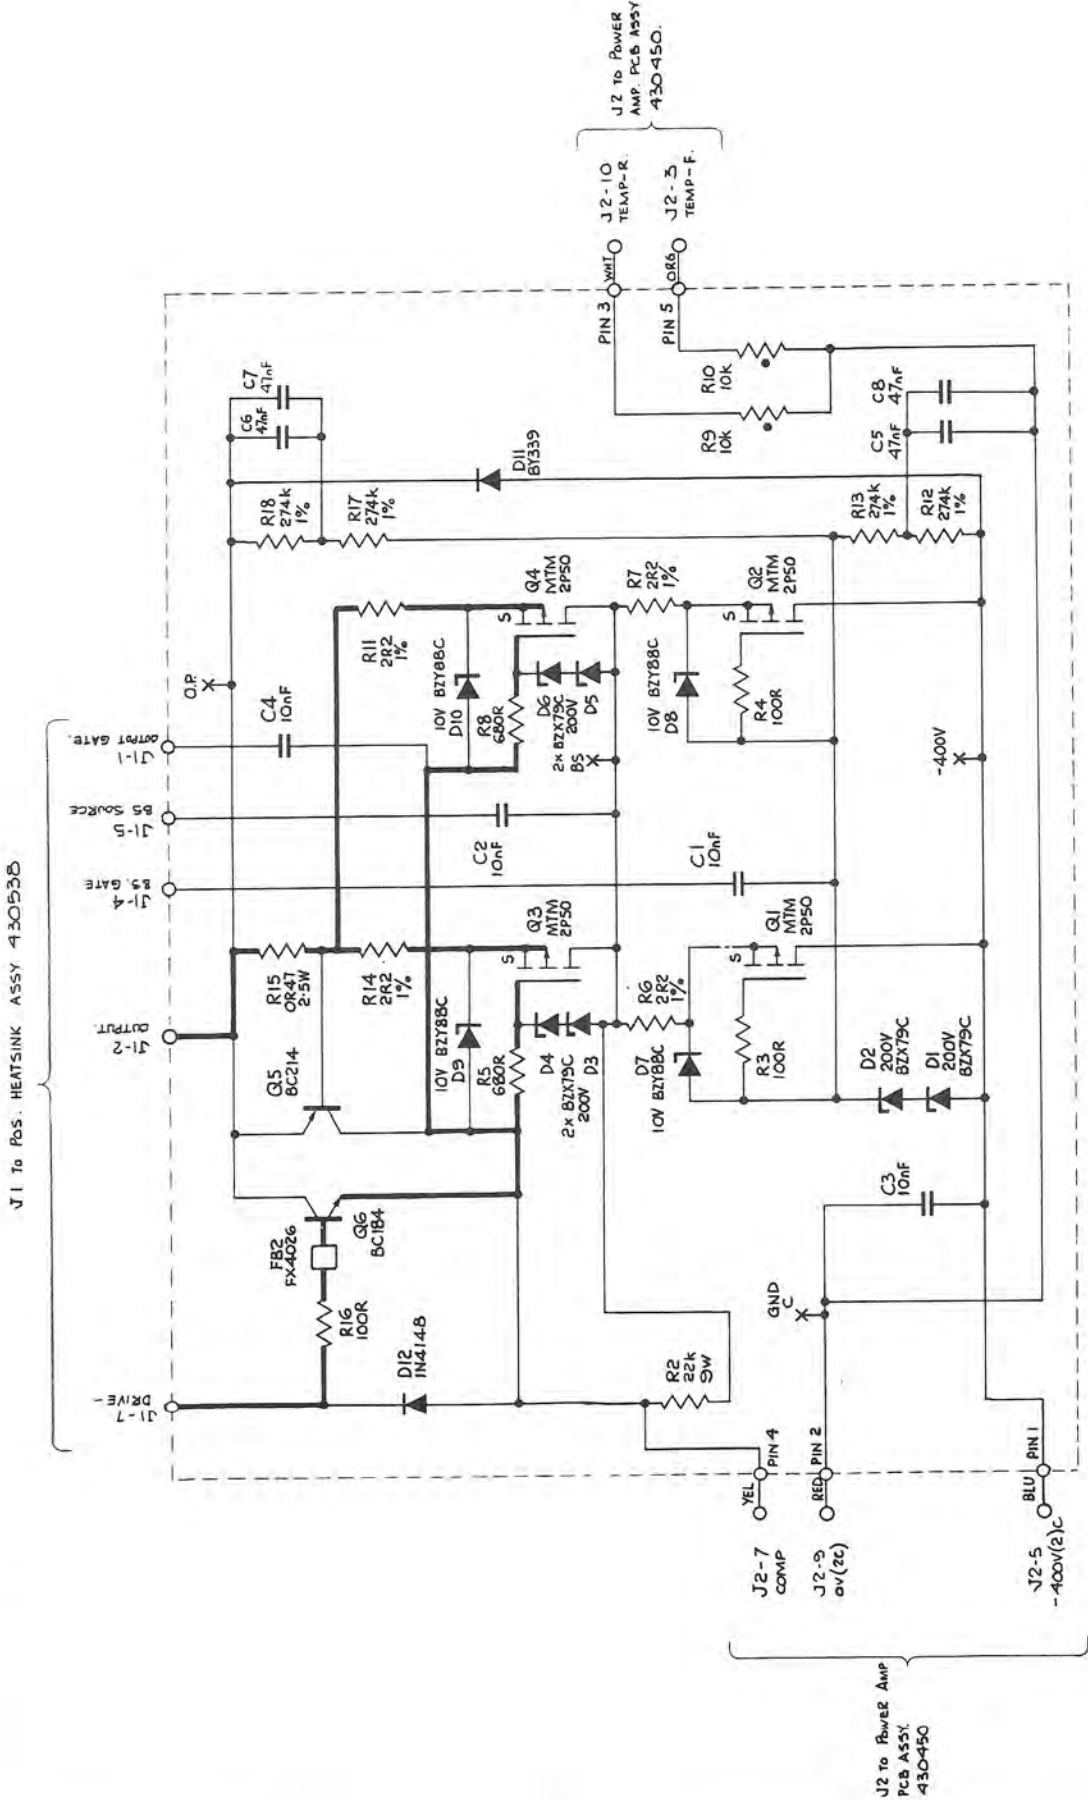 J1 To Pos. HEATSINK ASSY 430538
J1-7
DRIVE-
J1-2
OUTPUT.
J1-4
BS. GATE
J1-5
BS SOURCE
J1-1
OUTPUT GATE.
O.P.
FB2
FX4026
R16
100R
Q6
BC184
D12
1N4148
Q5
BC214
R15
0R47
2.5W
R14
2R2
1%
10V BZY88C
D9
R5
680R
D4
2x BZX79C
200V
D3
Q3
MTM
2P50
S
C4
10nF
C2
10nF
R11
2R2
1%
10V BZY88C
D10
R8
680R
D6
2x BZX79C
200V
D5
BS
Q4
MTM
2P50
S
R18
274k
1%
R17
274k
1%
C6
47nF
C7
47nF
D11
BY339
R2
22k
9W
R6
2R2
1%
D7
10V BZY88C
R3
100R
Q1
MTM
2P50
S
D2
200V
BZX79C
D1
200V
BZX79C
C1
10nF
R7
2R2
1%
10V BZY88C
D8
R4
100R
Q2
MTM
2P50
S
-400V
R13
274k
1%
R12
274k
1%
C5
47nF
C8
47nF
R9
10k
R10
10k
C3
10nF
GND
C
PIN 3
WHT
J2-10
TEMP-R.
PIN 5
ORG
J2-3
TEMP-F.
J2 To POWER
AMP. PCB ASSY
430450.
YEL
PIN 4
J2-7
COMP
RED
PIN 2
J2-9
0V(2C)
BLU
PIN 1
J2-5
-400V(2)C
J2 To POWER AMP
PCB ASSY.
430450